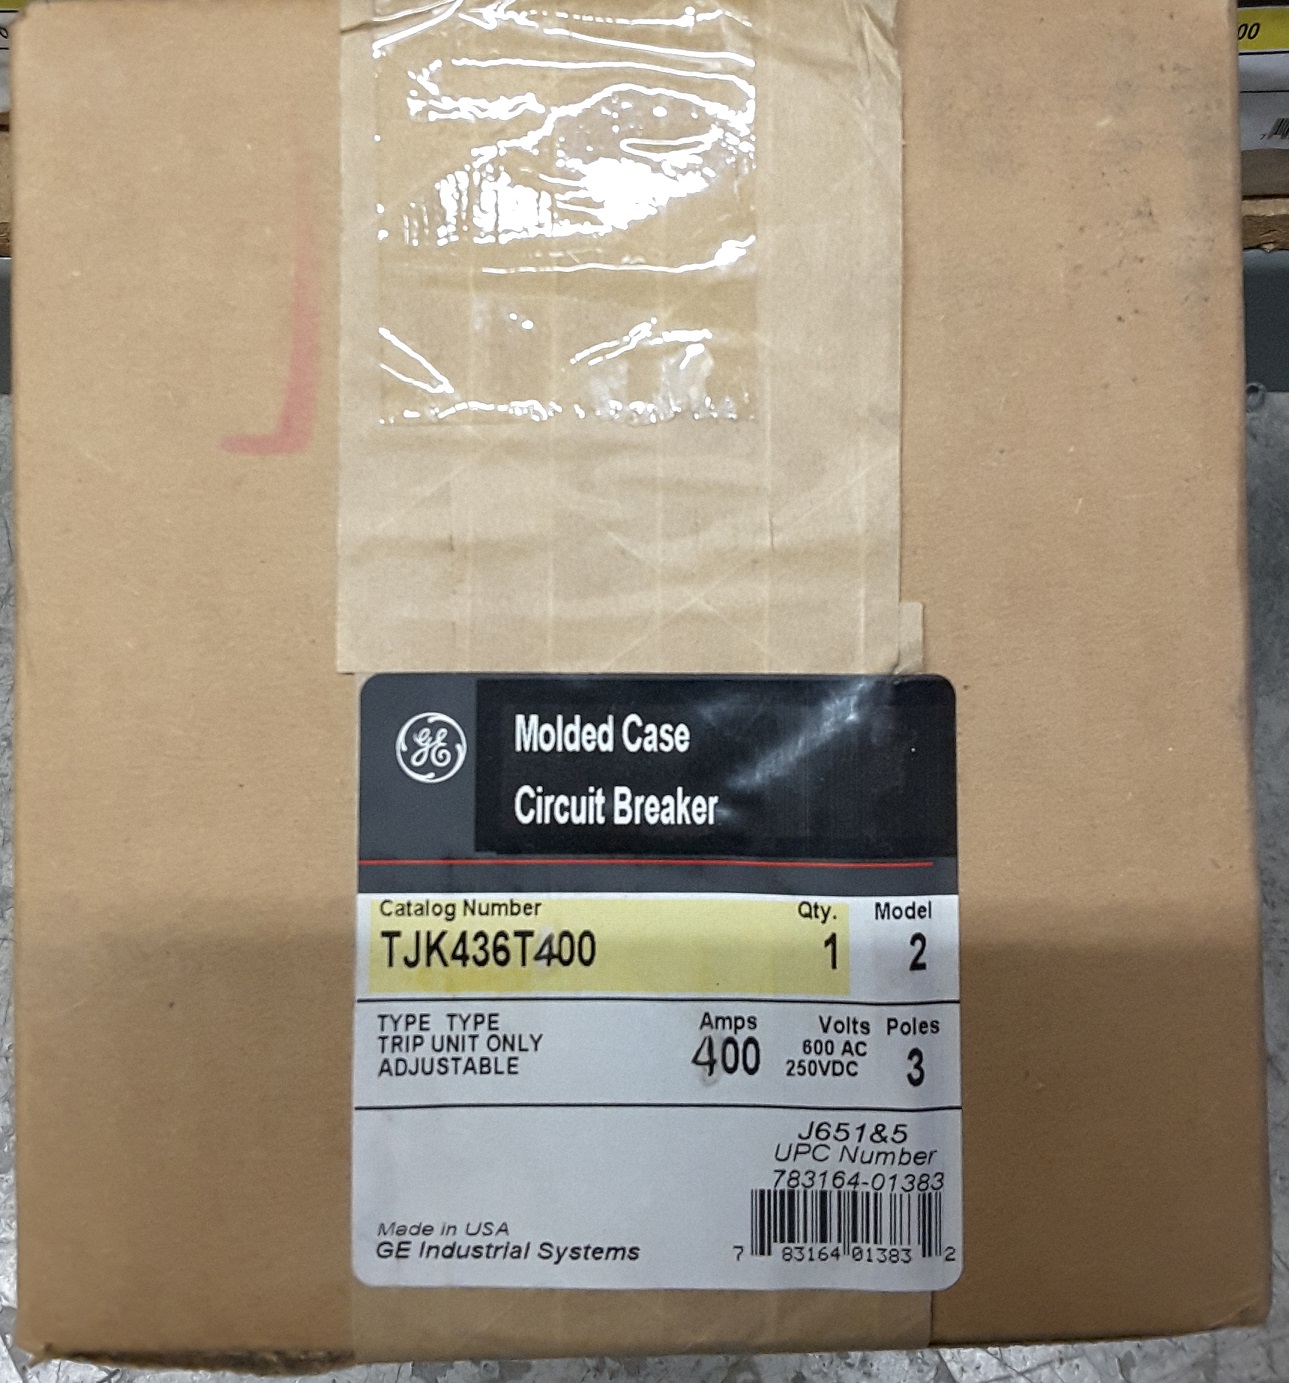 GE
Molded Case
Circuit Breaker
Catalog Number Qty. Model
TJK436T400 1 2
TYPE TYPE Amps Volts Poles
TRIP UNIT ONLY 400 600 AC 3
ADJUSTABLE 250VDC
J651&5
UPC Number
783164-01383
Made in USA
GE Industrial Systems
7 83164 01383 2
00